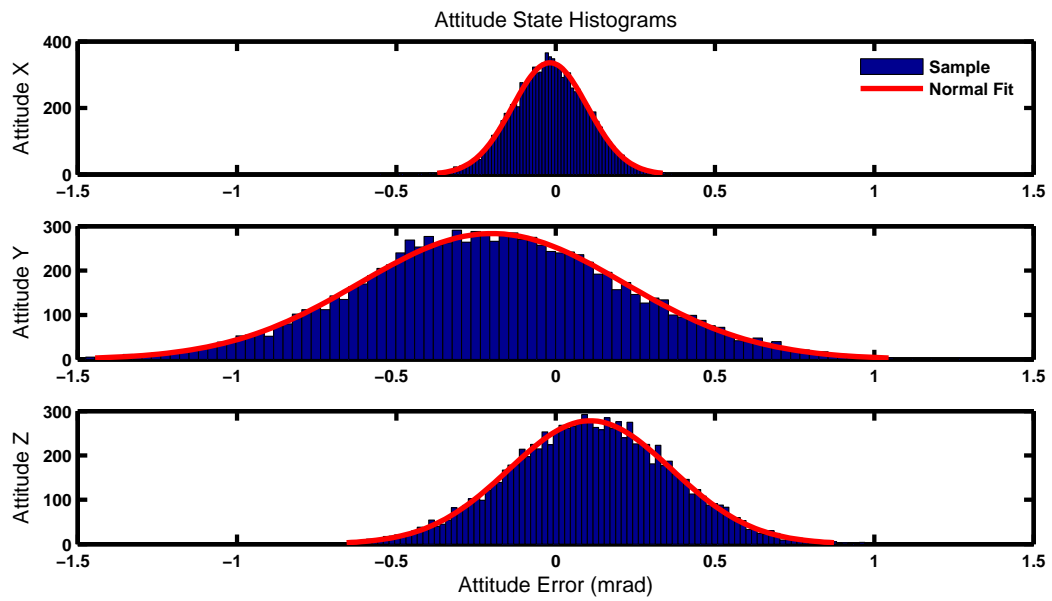 Attitude State Histograms
400
200
0
Attitude X
Sample
Normal Fit
−1.5 −1 −0.5 0 0.5 1 1.5
300
200
100
0
Attitude Y
−1.5 −1 −0.5 0 0.5 1 1.5
300
200
100
0
Attitude Z
−1.5 −1 −0.5 0 0.5 1 1.5
Attitude Error (mrad)